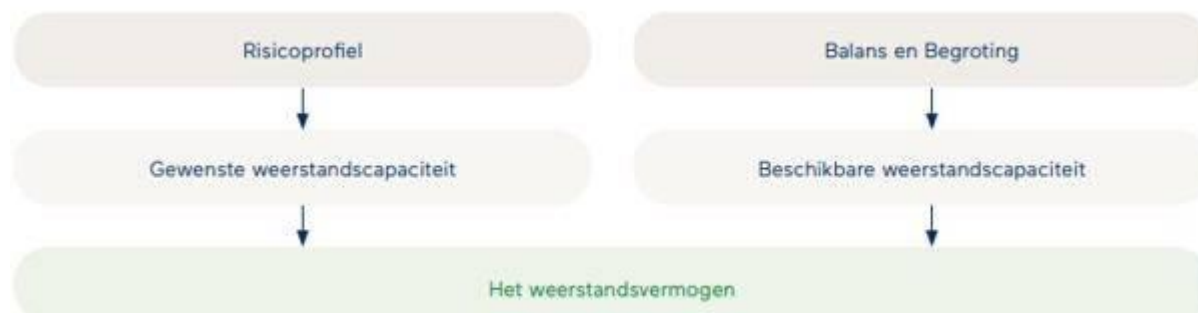 Risicoprofiel
Balans en Begroting
Gewenste weerstandscapaciteit
Beschikbare weerstandscapaciteit
Het weerstandsvermogen